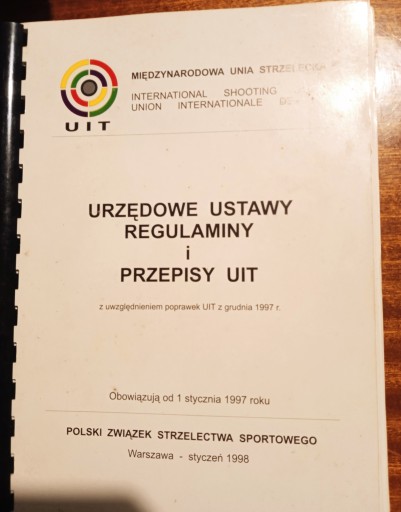 MIĘDZYNARODOWA UNIA
INTERNATIONAL SHOOTING
UNION INTERNATIONALE
UIT
URZĘDOWE USTAWY
REGULAMINY
i
PRZEPISY UIT
z uwzględnieniem poprawek UIT z grudnia 1997 r.
Obowiązują od 1 stycznia 1997 roku
POLSKI ZWIĄZEK STRZELECTWA SPORTOWEGO
Warszawa - styczeń 1998